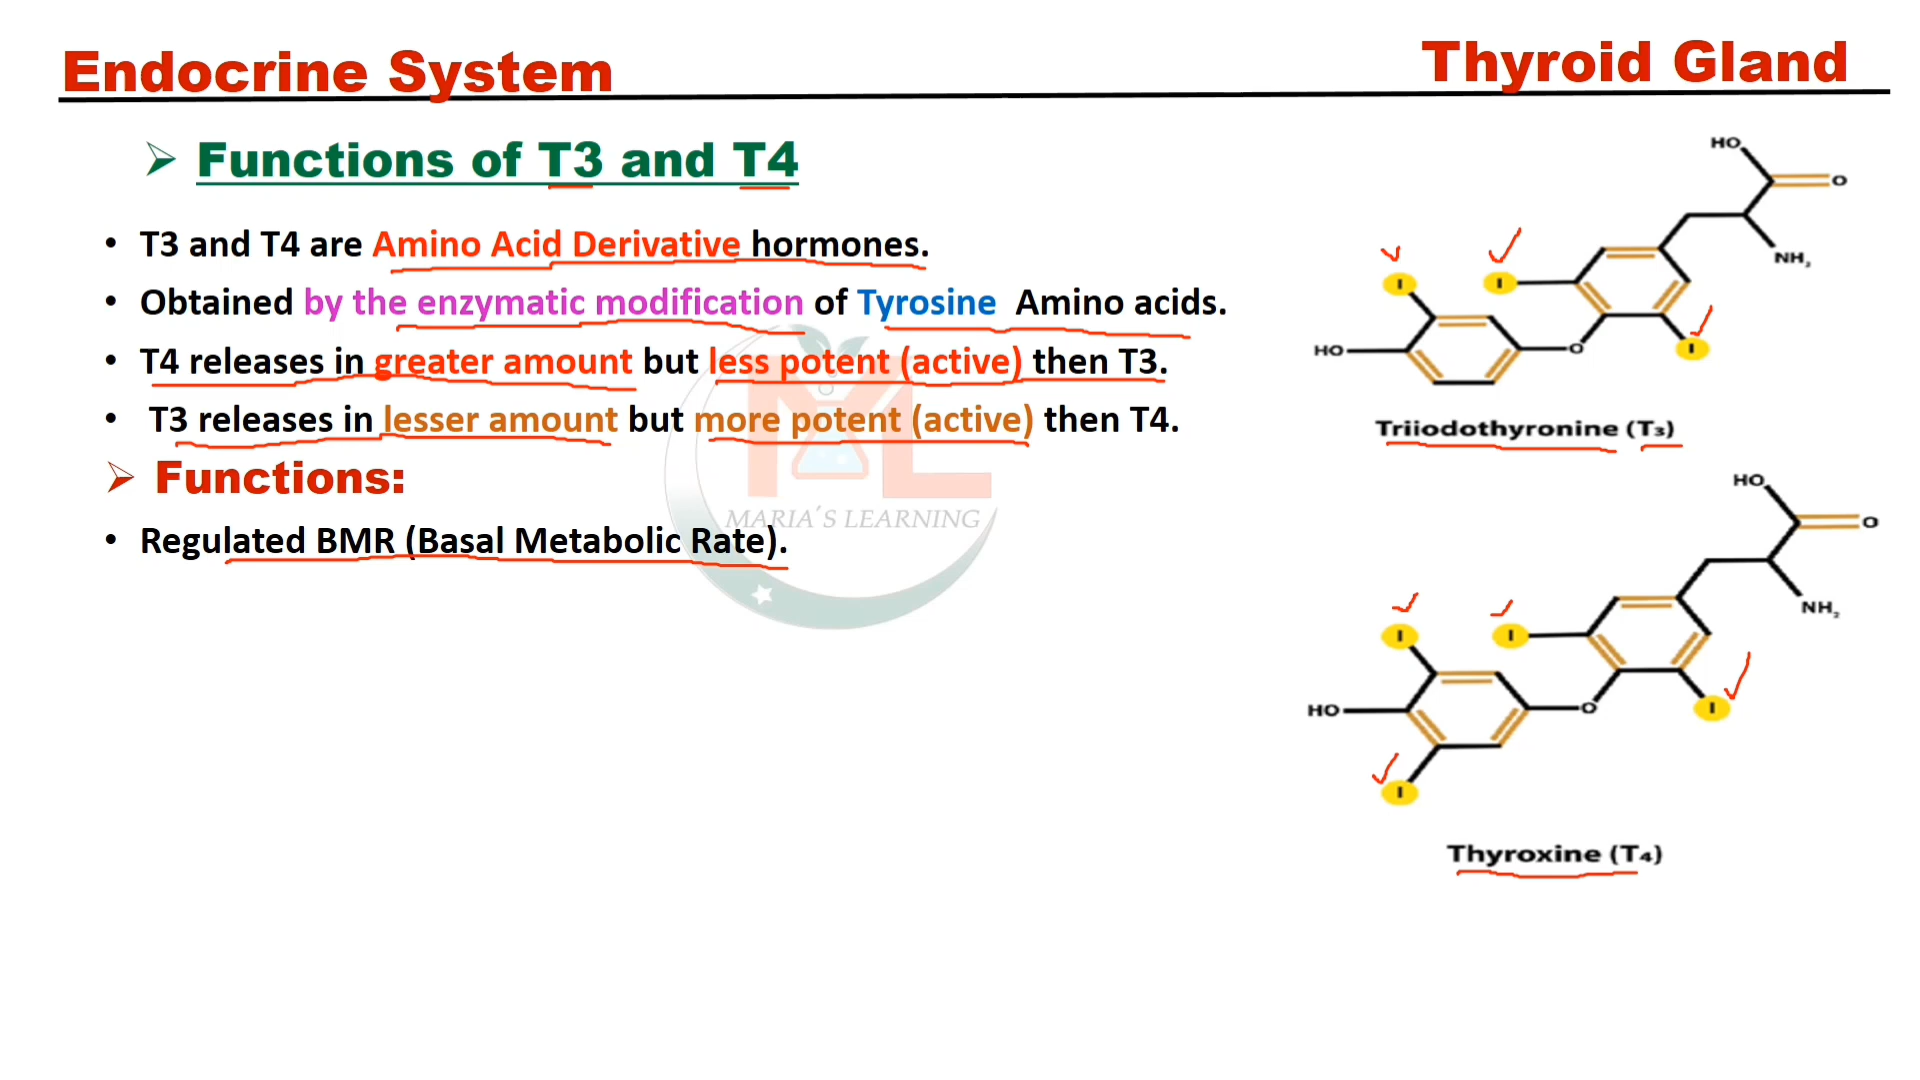 Endocrine System
Thyroid Gland
➢ Functions of T3 and T4
• T3 and T4 are Amino Acid Derivative hormones.
• Obtained by the enzymatic modification of Tyrosine Amino acids.
• T4 releases in greater amount but less potent (active) then T3.
• T3 releases in lesser amount but more potent (active) then T4.
➢ Functions:
• Regulated BMR (Basal Metabolic Rate).
ML
MARIA'S LEARNING
HO
O
NH₂
I
I
HO
O
I
Triiodothyronine (T₃)
HO
O
NH₂
I
I
HO
O
I
I
Thyroxine (T₄)